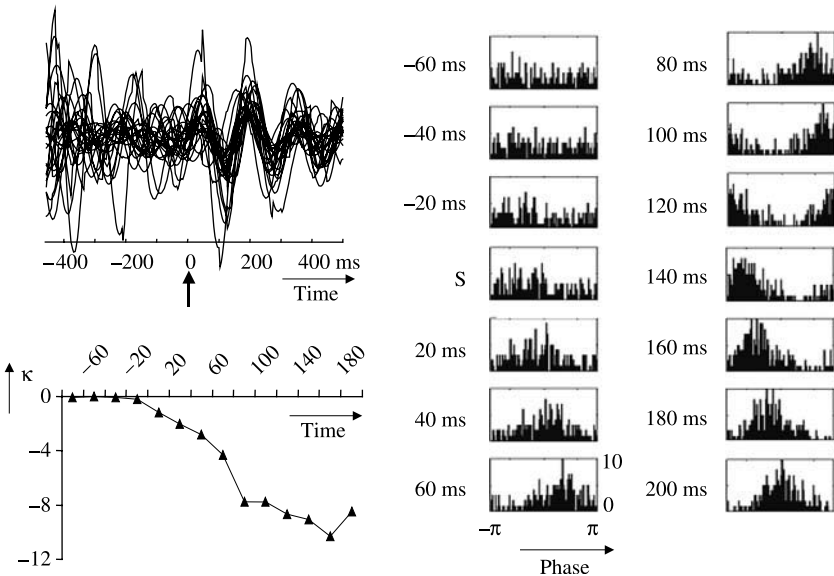 −400 −200 0 200 400 ms
Time
κ
−60 −20 20 60 100 140 180
0
Time
−4
−8
−12
−60 ms
−40 ms
−20 ms
S
20 ms
40 ms
60 ms
10
0
−π π
Phase
80 ms
100 ms
120 ms
140 ms
160 ms
180 ms
200 ms